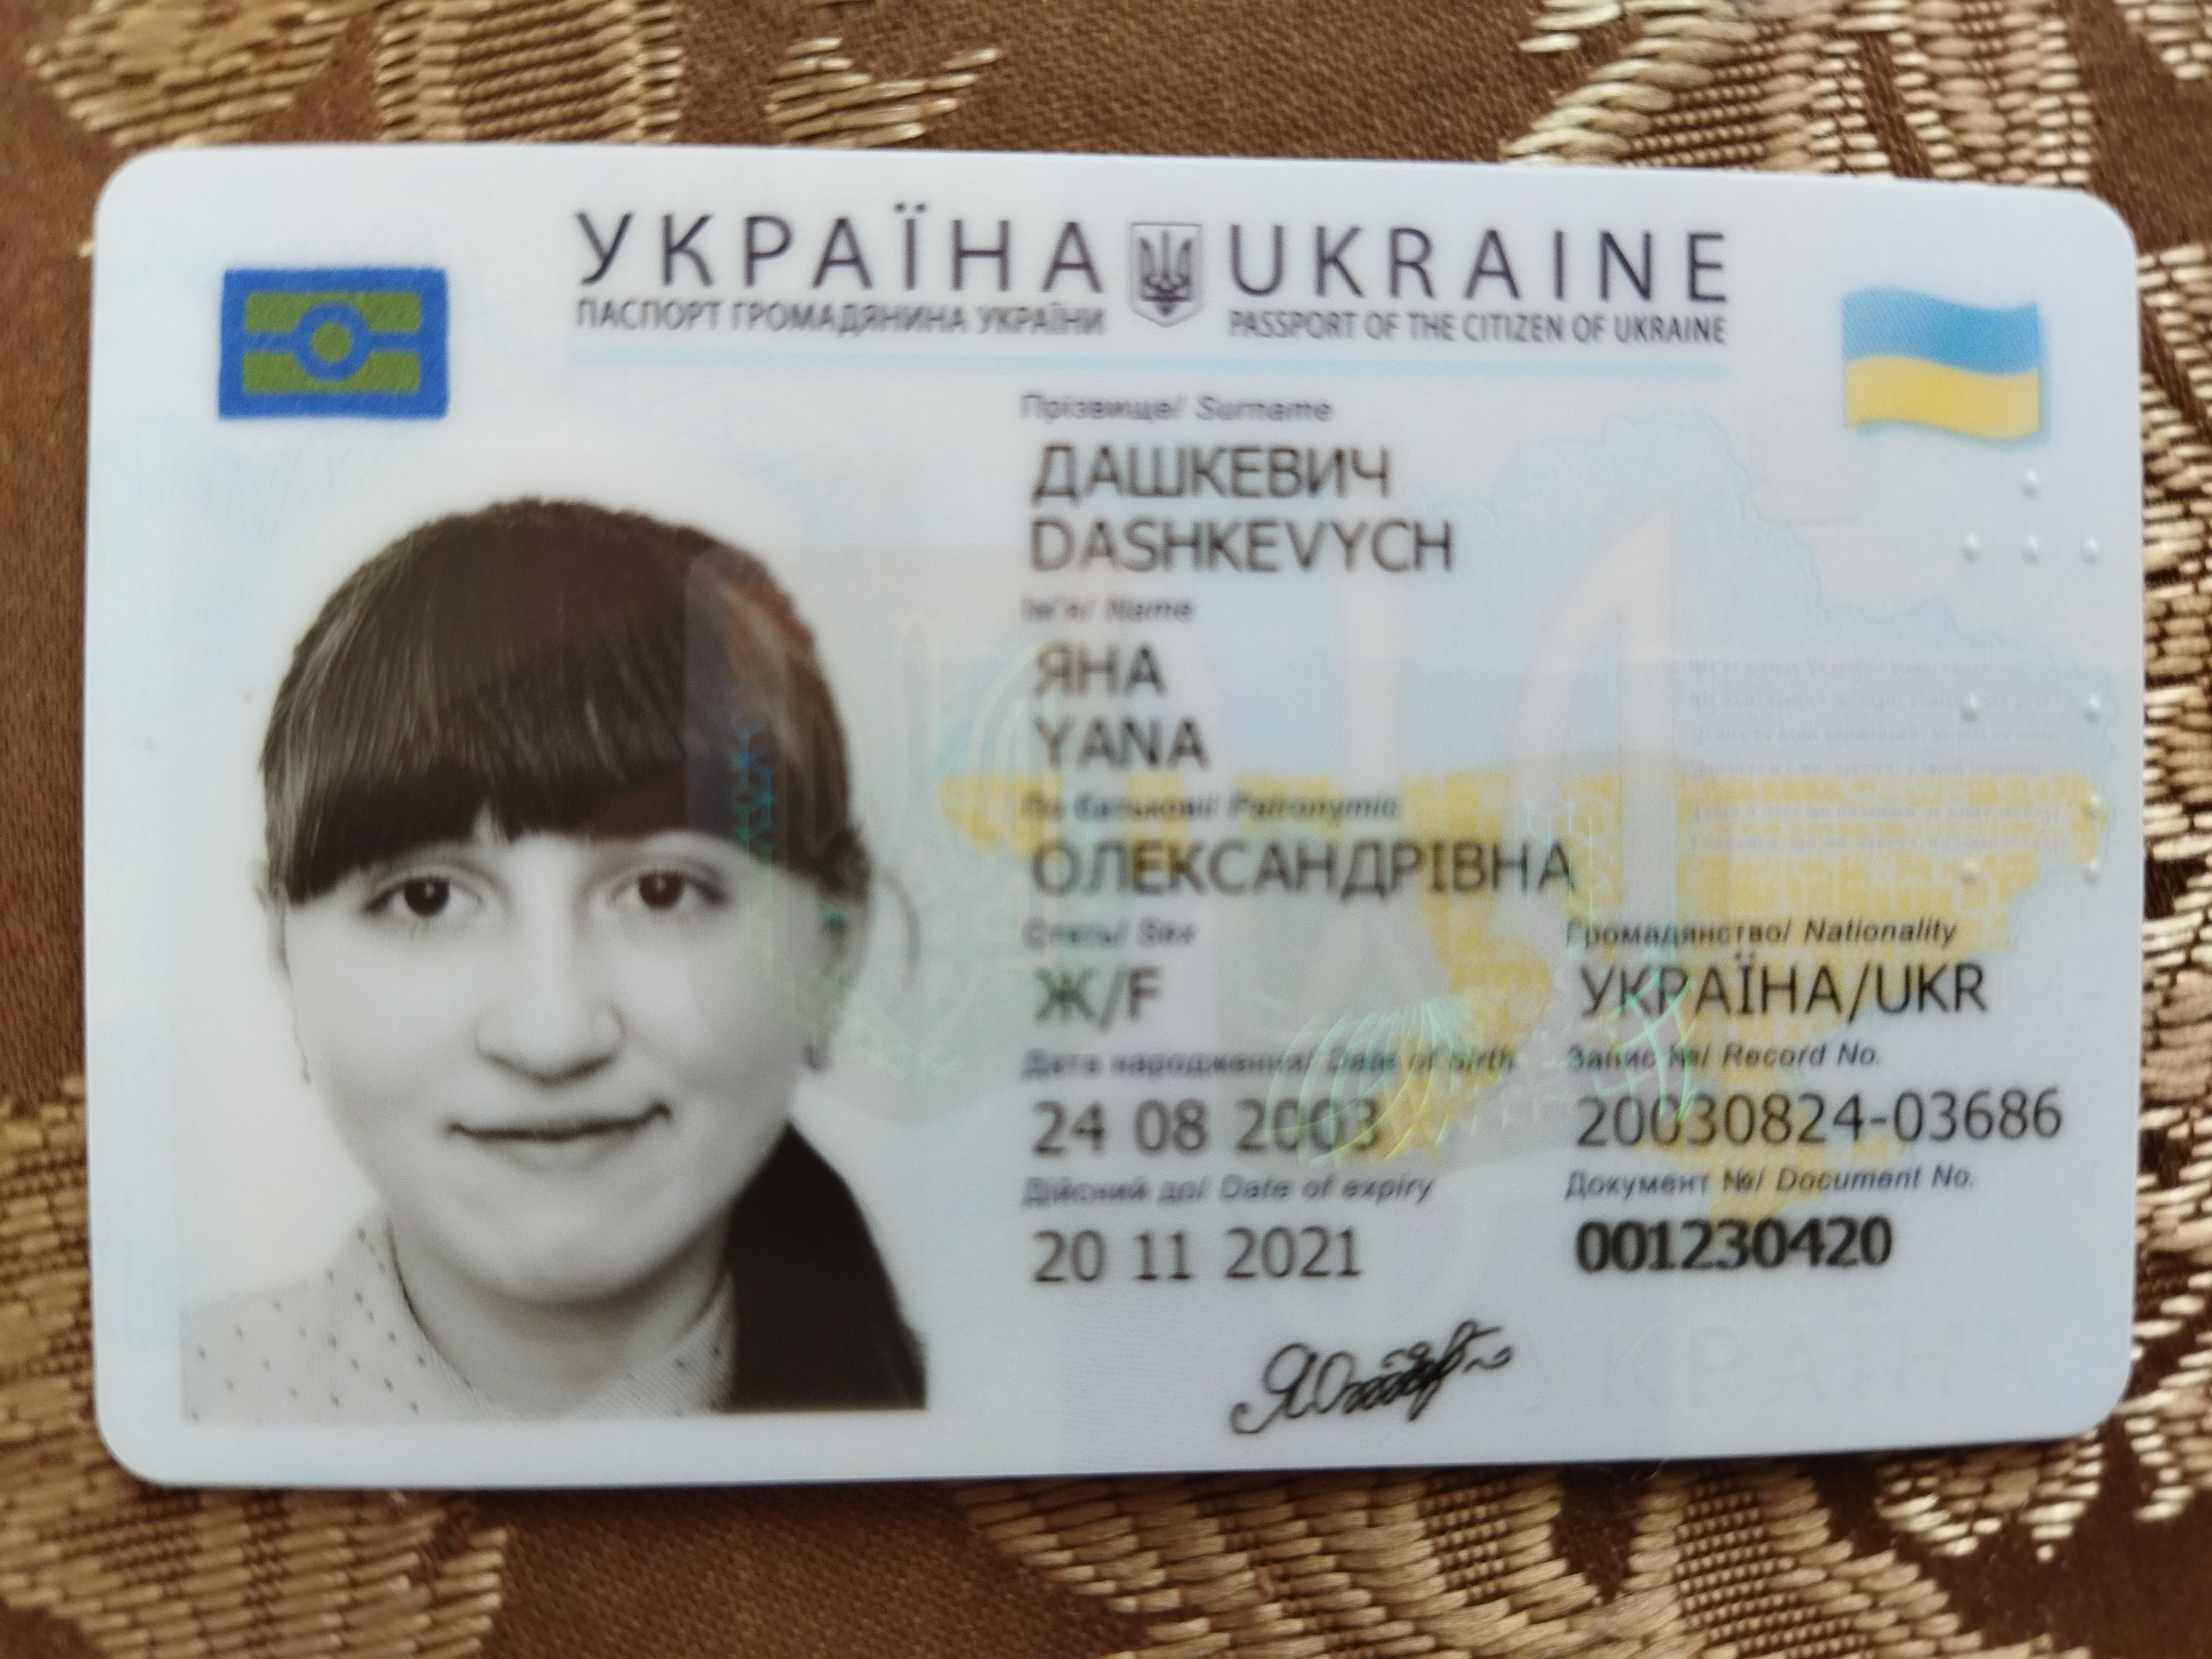 УКРАЇНА UKRAINE
ПАСПОРТ ГРОМАДЯНИНА УКРАЇНИ PASSPORT OF THE CITIZEN OF UKRAINE
Прізвище/ Surname
ДАШКЕВИЧ
DASHKEVYCH
Ім'я/ Name
ЯНА
YANA
По батькові/ Patronymic
ОЛЕКСАНДРІВНА
Стать/ Sex Громадянство/ Nationality
Ж/F УКРАЇНА/UKR
Дата народження/ Date of birth Запис №/ Record No.
24 08 2003 20030824-03686
Дійсний до/ Date of expiry Документ №/ Document No.
20 11 2021 001230420
УКРАЇНА